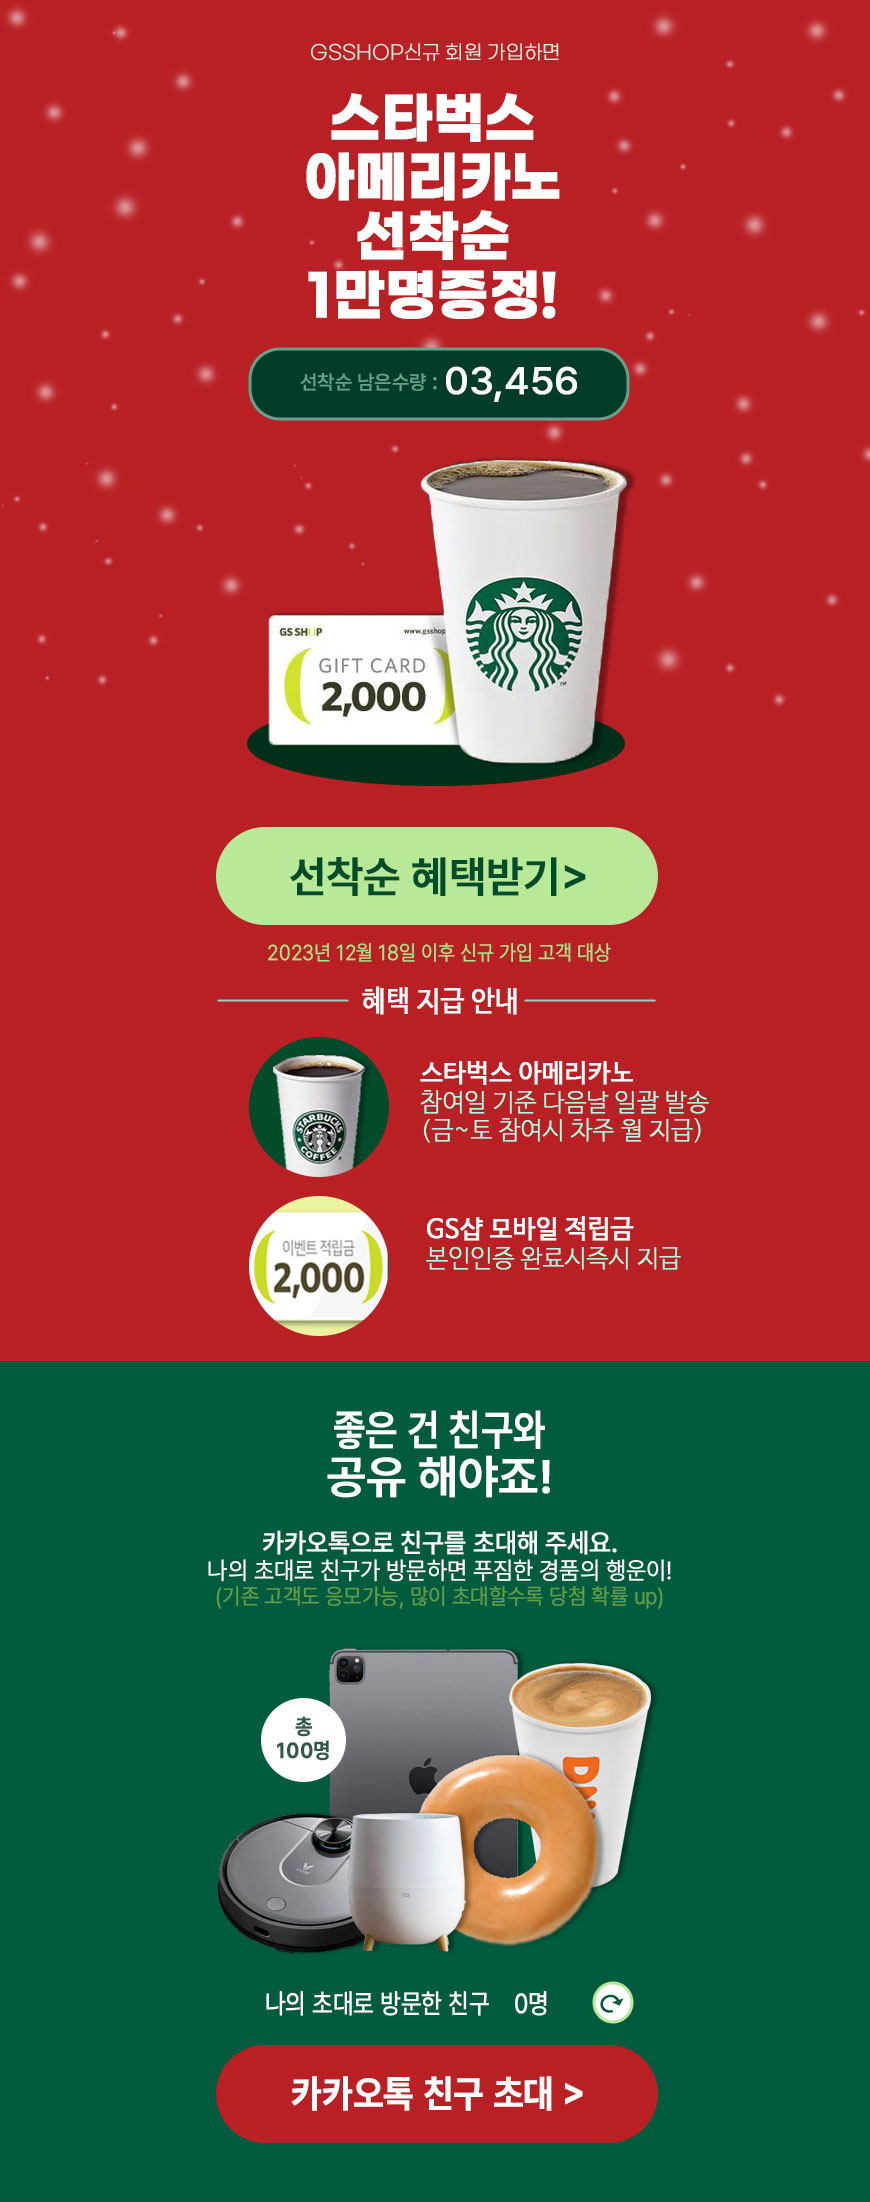 GSSHOP신규 회원 가입하면
스타벅스
아메리카노
선착순
1만명증정!
선착순 남은수량 : 03,456
GS SHOP www.gsshop
GIFT CARD
2,000
TM
선착순 혜택받기>
2023년 12월 18일 이후 신규 가입 고객 대상
혜택 지급 안내
STARBUCKS
COFFEE
스타벅스 아메리카노
참여일 기준 다음날 일괄 발송
(금~토 참여시 차주 월 지급)
이벤트 적립금
2,000
GS샵 모바일 적립금
본인인증 완료시즉시 지급
좋은 건 친구와
공유 해야죠!
카카오톡으로 친구를 초대해 주세요.
나의 초대로 친구가 방문하면 푸짐한 경품의 행운이!
(기존 고객도 응모가능, 많이 초대할수록 당첨 확률 up)
총
100명
나의 초대로 방문한 친구 0명
카카오톡 친구 초대 >